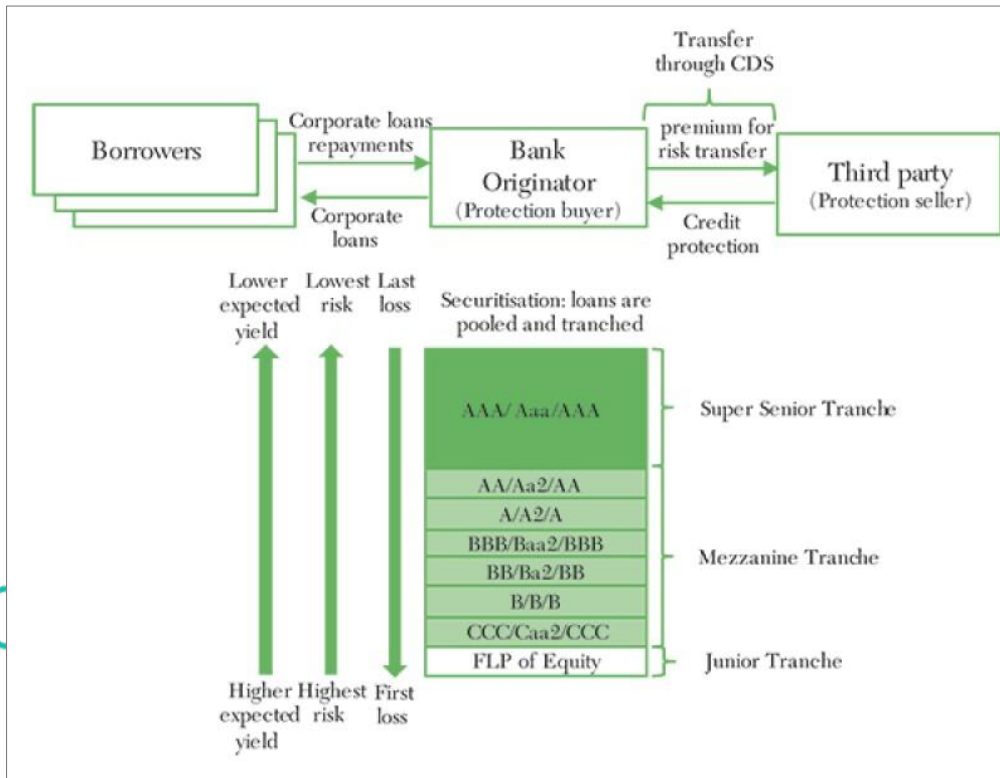 Transfer
through CDS
Borrowers
Corporate loans
repayments
Corporate
loans
Bank
Originator
(Protection buyer)
premium for
risk transfer
Credit
protection
Third party
(Protection seller)
Lower
expected
yield
Lowest
risk
Last
loss
Securitisation: loans are
pooled and tranched
AAA/Aaa/AAA
Super Senior Tranche
AA/Aa2/AA
A/A2/A
BBB/Baa2/BBB
BB/Ba2/BB
B/B/B
CCC/Caa2/CCC
Mezzanine Tranche
FLP of Equity
Junior Tranche
Higher
expected
yield
Highest
risk
First
loss